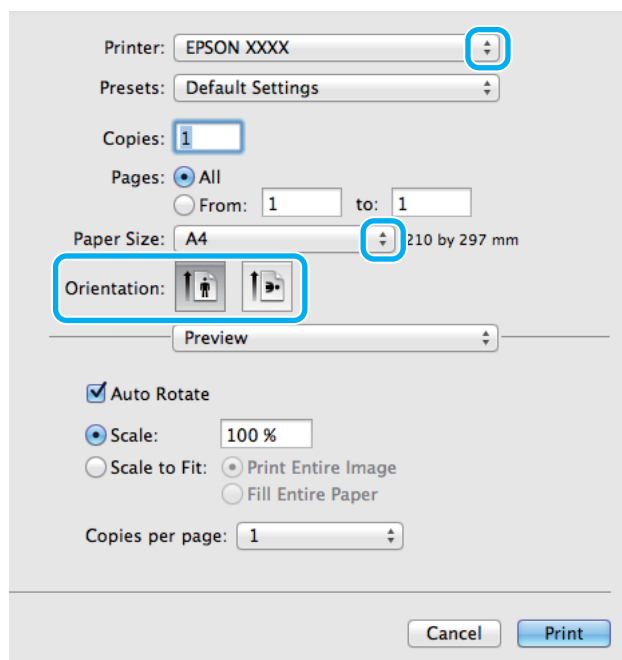 Printer: EPSON XXXX
Presets: Default Settings
Copies: 1
Pages: All
From: 1 to: 1
Paper Size: A4 210 by 297 mm
Orientation:
Preview
Auto Rotate
Scale: 100 %
Scale to Fit: Print Entire Image
Fill Entire Paper
Copies per page: 1
Cancel Print